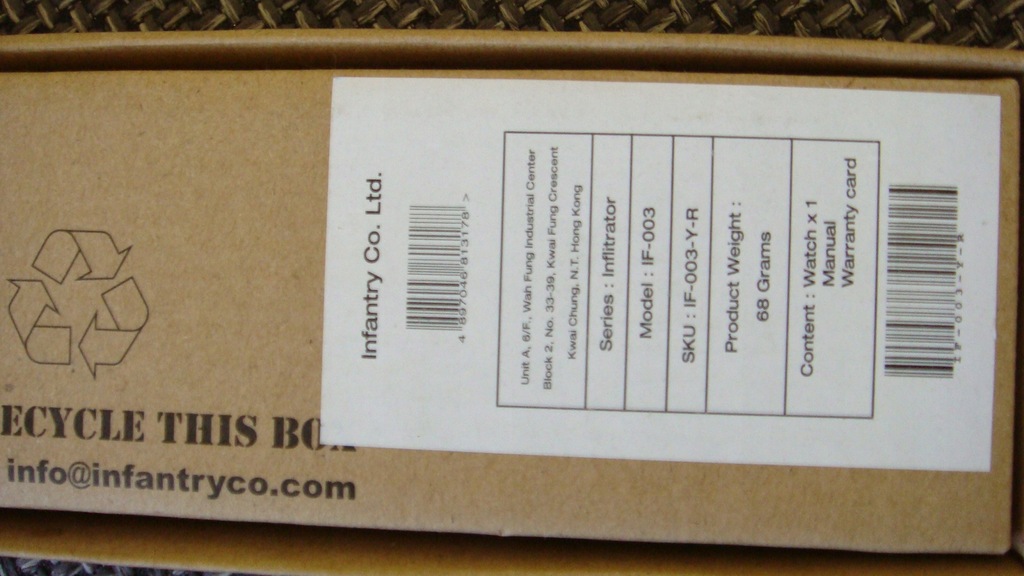 Infantry Co. Ltd.
4 897046 813178 >
Unit A, 6/F., Wah Fung Industrial Center
Block 2, No. 33-39, Kwai Fung Crescent
Kwai Chung, N.T. Hong Kong
Series : Inflitrator
Model : IF-003
SKU : IF-003-Y-R
Product Weight :
68 Grams
Content : Watch x 1
Manual
Warranty card
IF-003-Y-R
ECYCLE THIS BOX
info@infantryco.com